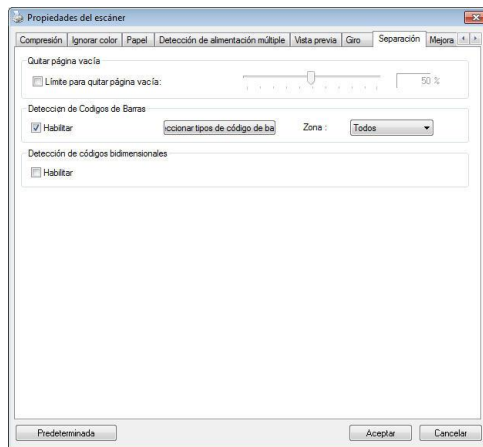 Propiedades del escáner
Compresión Ignorar color Papel Detección de alimentación múltiple Vista previa Giro Separación Mejora
Quitar página vacía
Límite para quitar página vacía: 50 %
Detección de Codigos de Barras
Habilitar ccionar tipos de código de ba Zona : Todos
Detección de códigos bidimensionales
Habilitar
Predeterminada Aceptar Cancelar